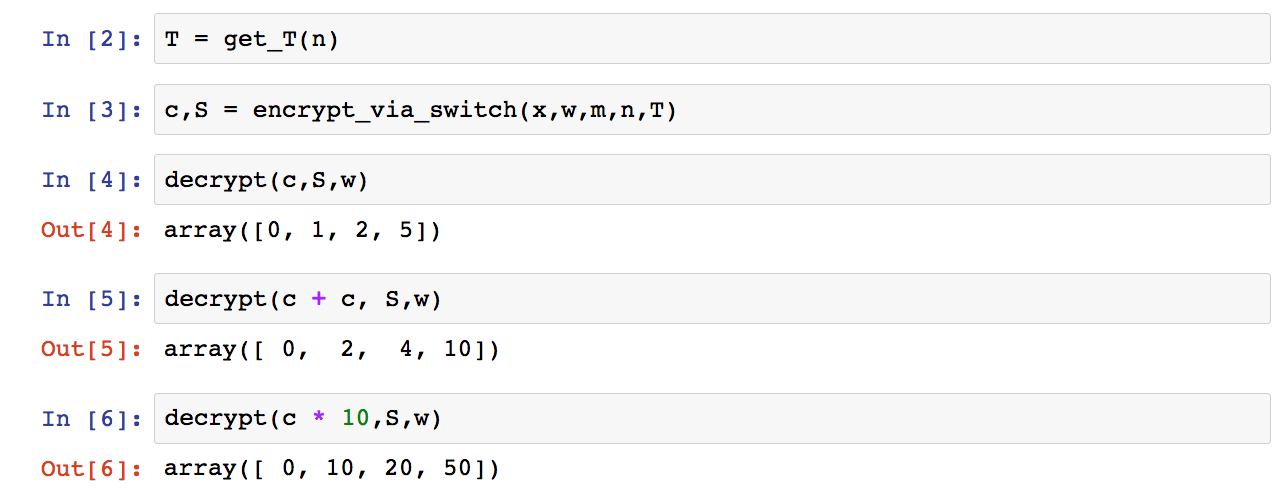 In [2]: T = get_T(n)
In [3]: c,S = encrypt_via_switch(x,w,m,n,T)
In [4]: decrypt(c,S,w)
Out[4]: array([0, 1, 2, 5])
In [5]: decrypt(c + c, S,w)
Out[5]: array([ 0,  2,  4, 10])
In [6]: decrypt(c * 10,S,w)
Out[6]: array([ 0, 10, 20, 50])